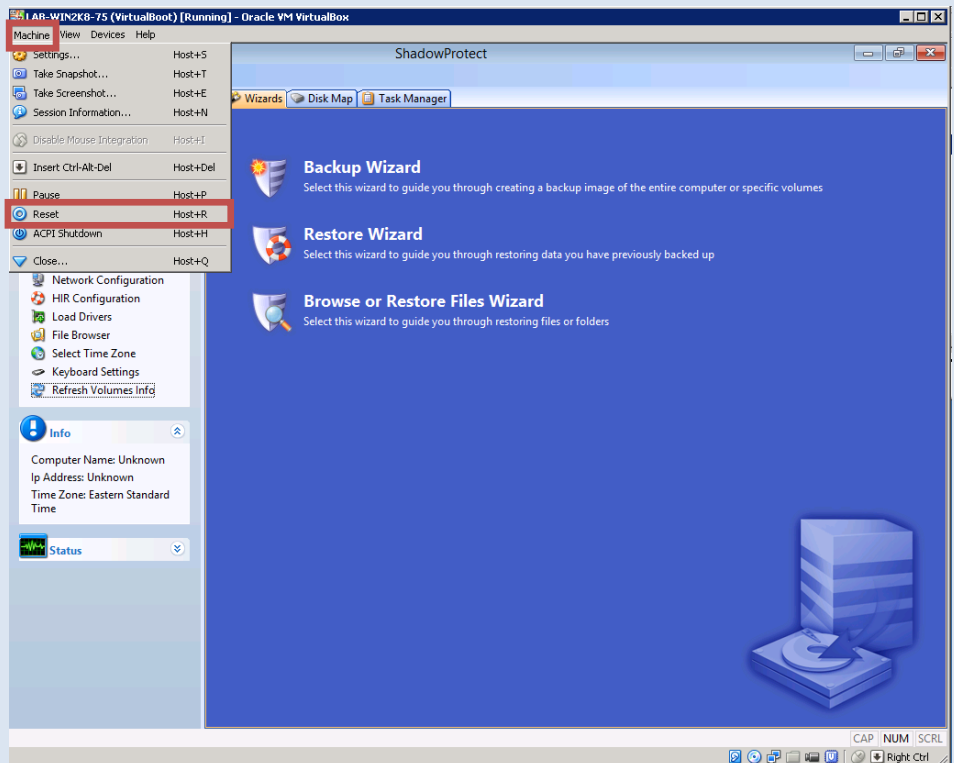 LAB-WIN2K8-75 (VirtualBoot) [Running] - Oracle VM VirtualBox
Machine View Devices Help
Settings... Host+S
Take Snapshot... Host+T
Take Screenshot... Host+E
Session Information... Host+N
Disable Mouse Integration Host+I
Insert Ctrl-Alt-Del Host+Del
Pause Host+P
Reset Host+R
ACPI Shutdown Host+H
Close... Host+Q
ShadowProtect
Wizards Disk Map Task Manager
Backup Wizard
Select this wizard to guide you through creating a backup image of the entire computer or specific volumes
Restore Wizard
Select this wizard to guide you through restoring data you have previously backed up
Browse or Restore Files Wizard
Select this wizard to guide you through restoring files or folders
Network Configuration
HIR Configuration
Load Drivers
File Browser
Select Time Zone
Keyboard Settings
Refresh Volumes Info
Info
Computer Name: Unknown
Ip Address: Unknown
Time Zone: Eastern Standard
Time
Status
CAP NUM SCRL
Right Ctrl